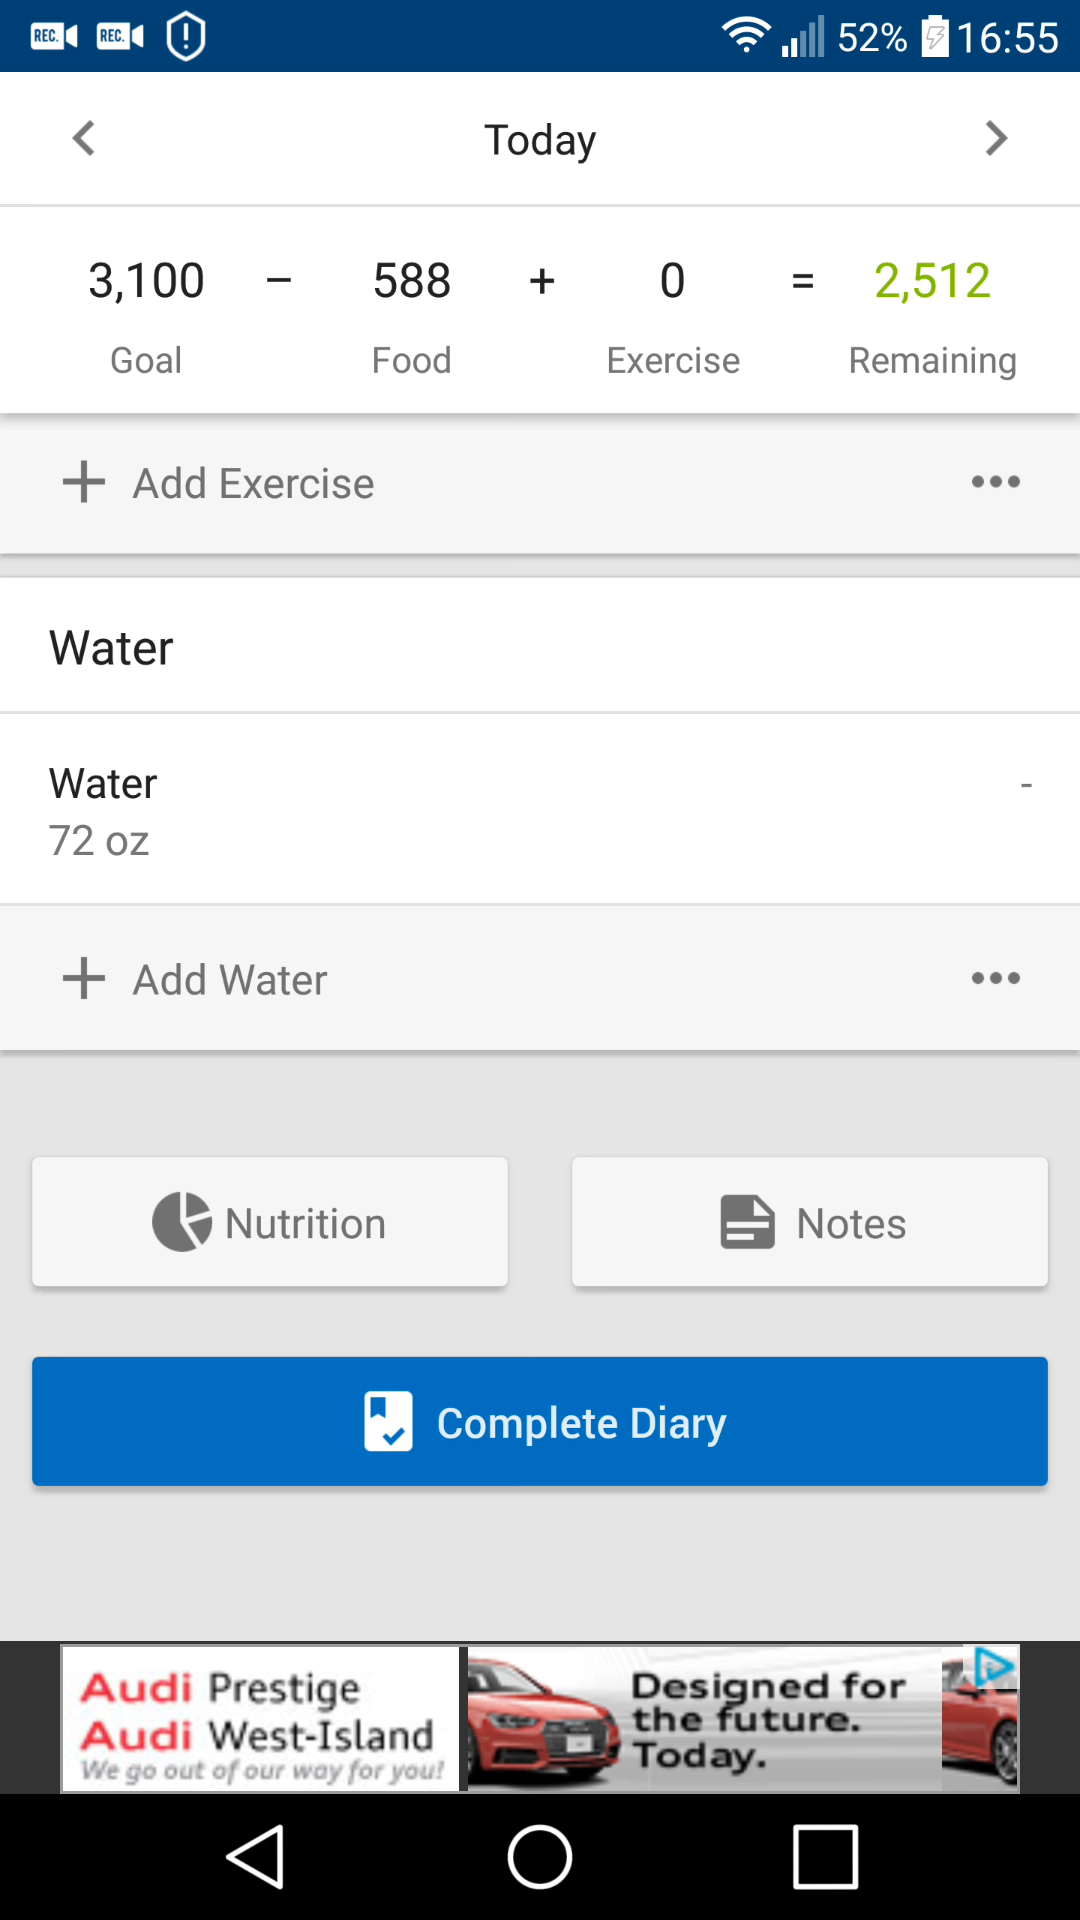 REC. REC. 52% 16:55
Today
3,100 − 588 + 0 = 2,512
Goal Food Exercise Remaining
+ Add Exercise
Water
Water -
72 oz
+ Add Water
Nutrition Notes
Complete Diary
Audi Prestige
Audi West-Island
We go out of our way for you!
Designed for
the future.
Today.